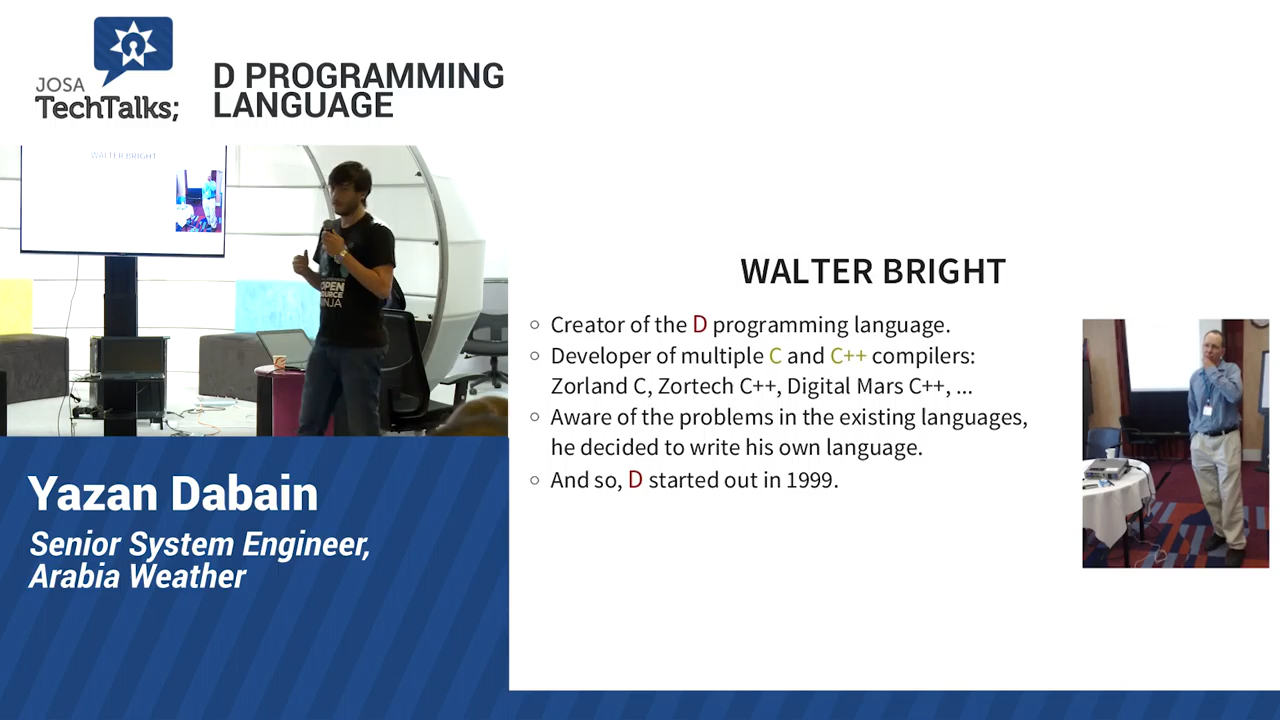 JOSA
TechTalks;
D PROGRAMMING
LANGUAGE
WALTER BRIGHT
OPEN
Yazan Dabain
Senior System Engineer,
Arabia Weather
WALTER BRIGHT
Creator of the D programming language.
Developer of multiple C and C++ compilers:
Zorland C, Zortech C++, Digital Mars C++, ...
Aware of the problems in the existing languages,
he decided to write his own language.
And so, D started out in 1999.